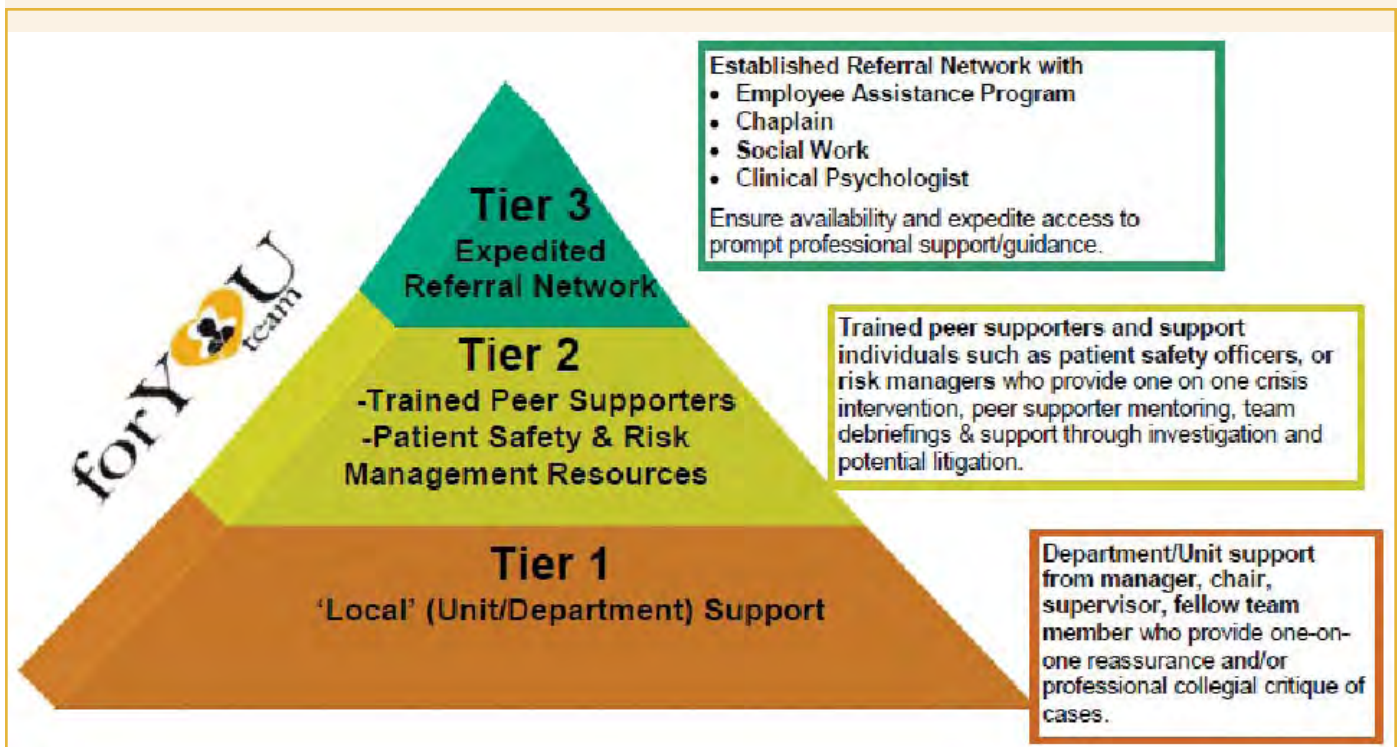 forYOU
team
Tier 3
Expedited
Referral Network
Tier 2
-Trained Peer Supporters
-Patient Safety & Risk
Management Resources
Tier 1
‘Local’ (Unit/Department) Support
Established Referral Network with
• Employee Assistance Program
• Chaplain
• Social Work
• Clinical Psychologist
Ensure availability and expedite access to
prompt professional support/guidance.
Trained peer supporters and support
individuals such as patient safety officers, or
risk managers who provide one on one crisis
intervention, peer supporter mentoring, team
debriefings & support through investigation and
potential litigation.
Department/Unit support
from manager, chair,
supervisor, fellow team
member who provide one-on-
one reassurance and/or
professional collegial critique of
cases.